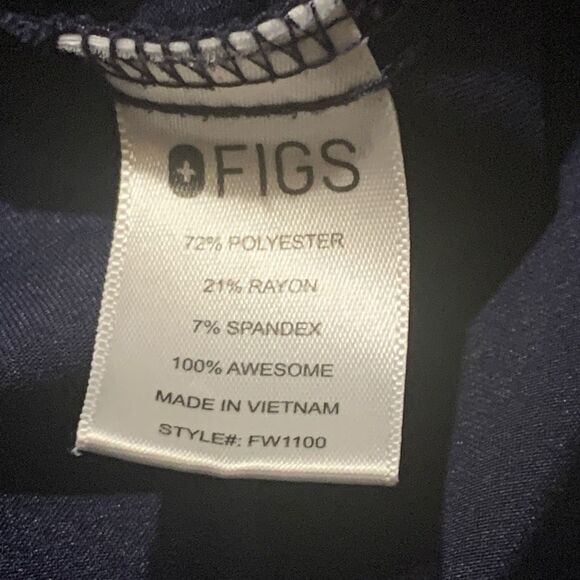 FIGS
72% POLYESTER
21% RAYON
7% SPANDEX
100% AWESOME
MADE IN VIETNAM
STYLE#: FW1100